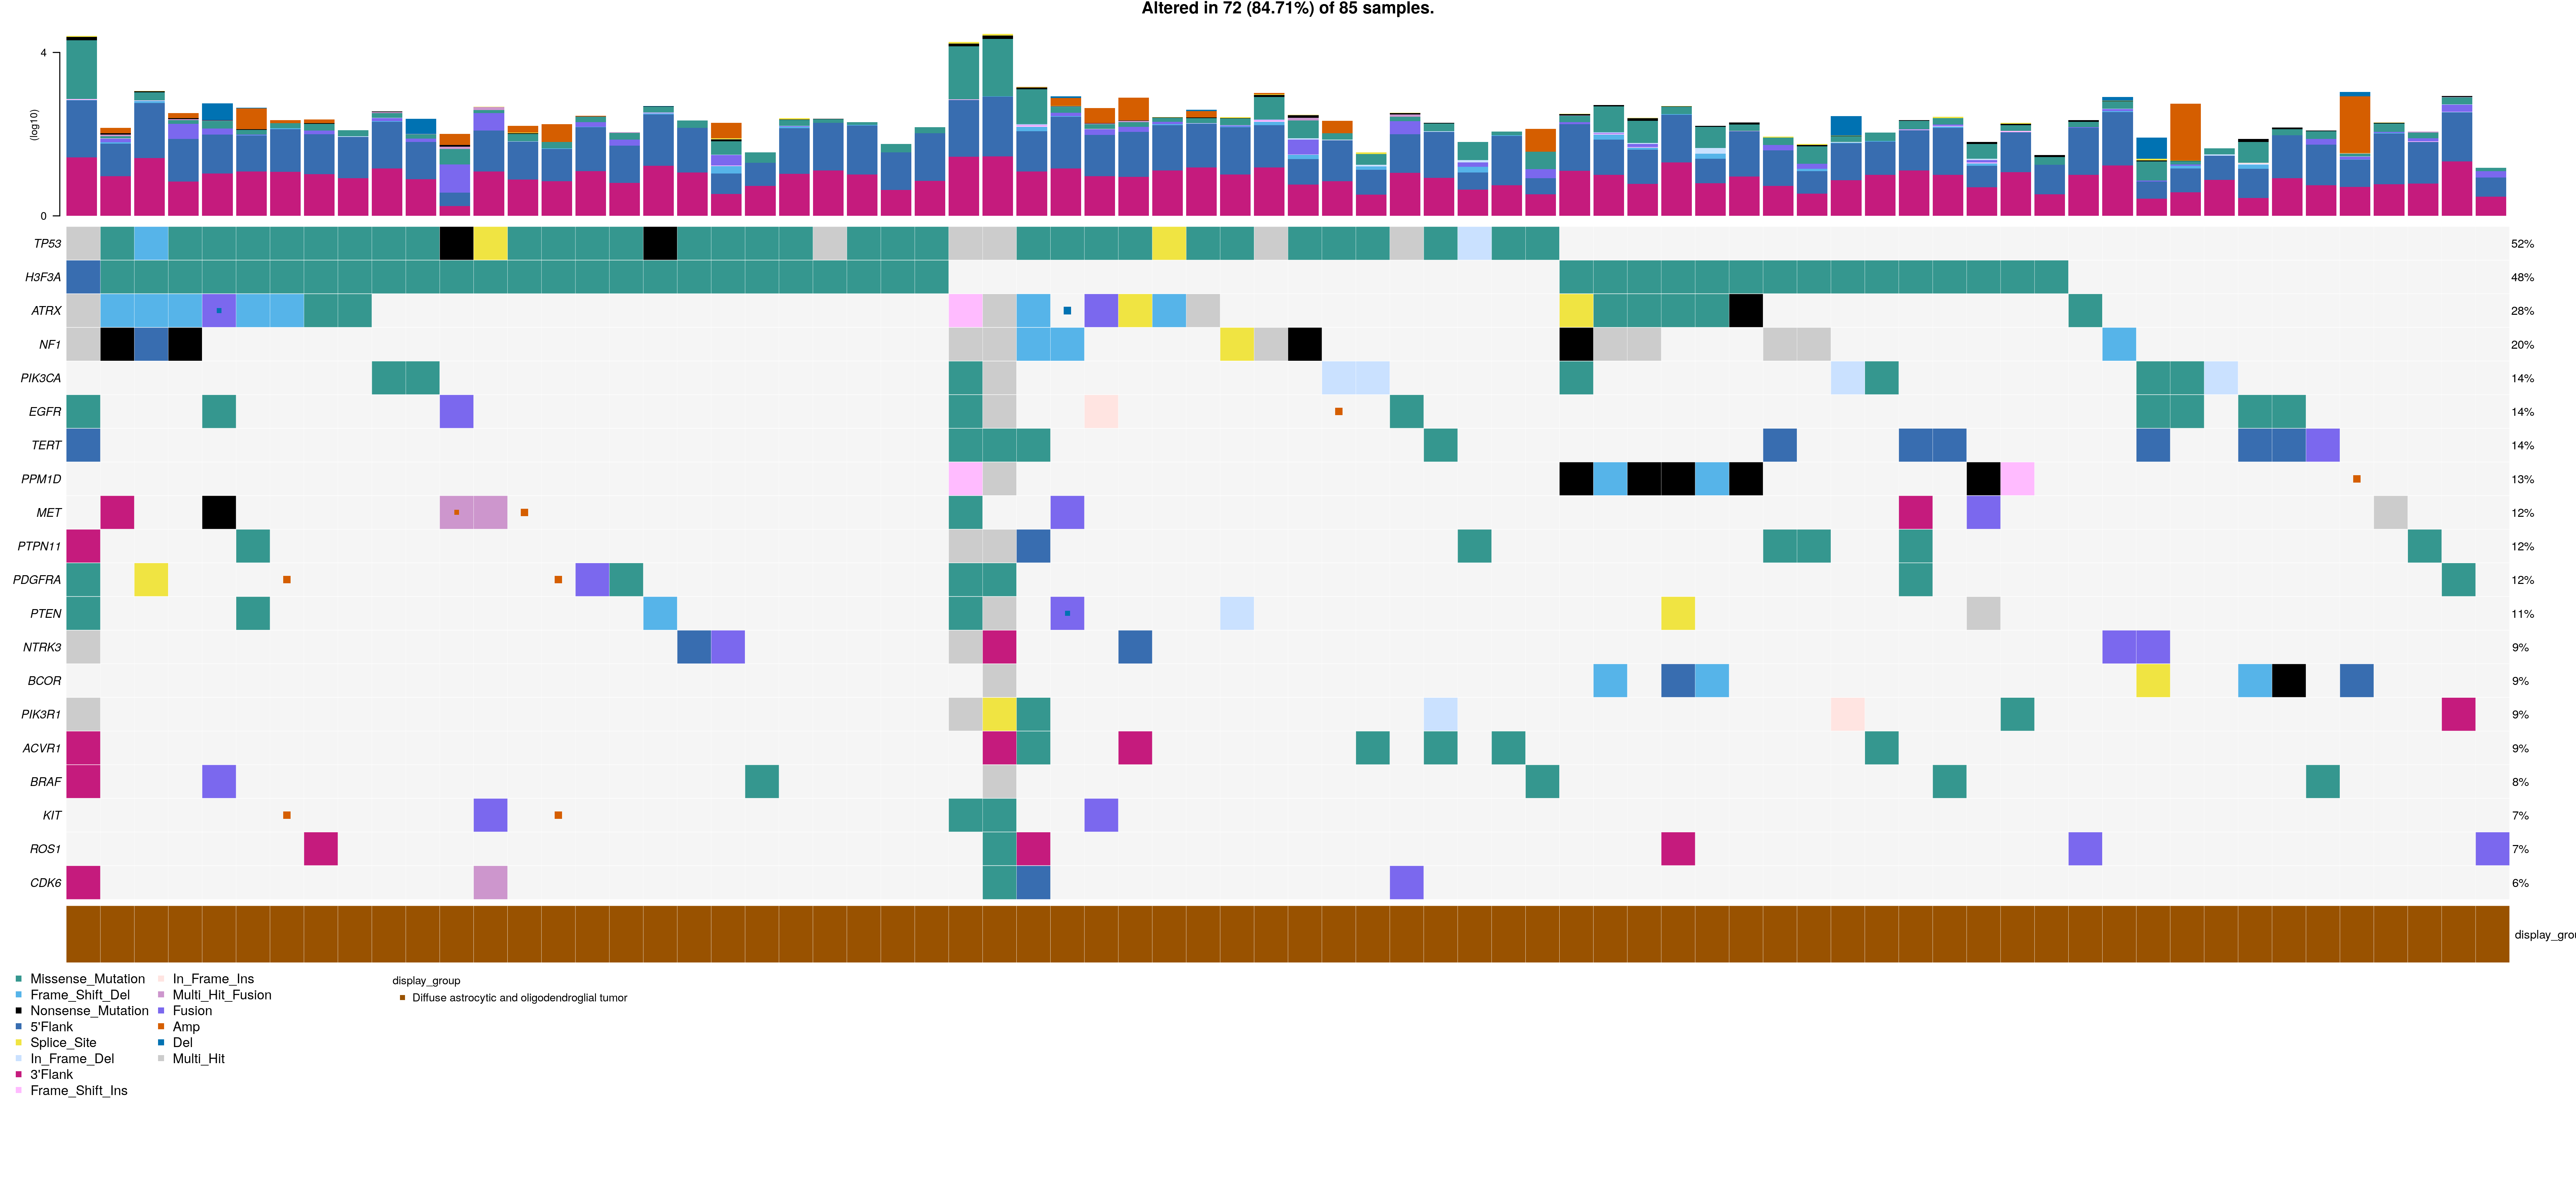 Altered in 72 (84.71%) of 85 samples.
4
(log10)
0
TP53 52%
H3F3A 48%
ATRX 28%
NF1 20%
PIK3CA 14%
EGFR 14%
TERT 14%
PPM1D 13%
MET 12%
PTPN11 12%
PDGFRA 12%
PTEN 11%
NTRK3 9%
BCOR 9%
PIK3R1 9%
ACVR1 9%
BRAF 8%
KIT 7%
ROS1 7%
CDK6 6%
display_grou
Missense_Mutation
Frame_Shift_Del
Nonsense_Mutation
5'Flank
Splice_Site
In_Frame_Del
3'Flank
Frame_Shift_Ins
In_Frame_Ins
Multi_Hit_Fusion
Fusion
Amp
Del
Multi_Hit
display_group
Diffuse astrocytic and oligodendroglial tumor